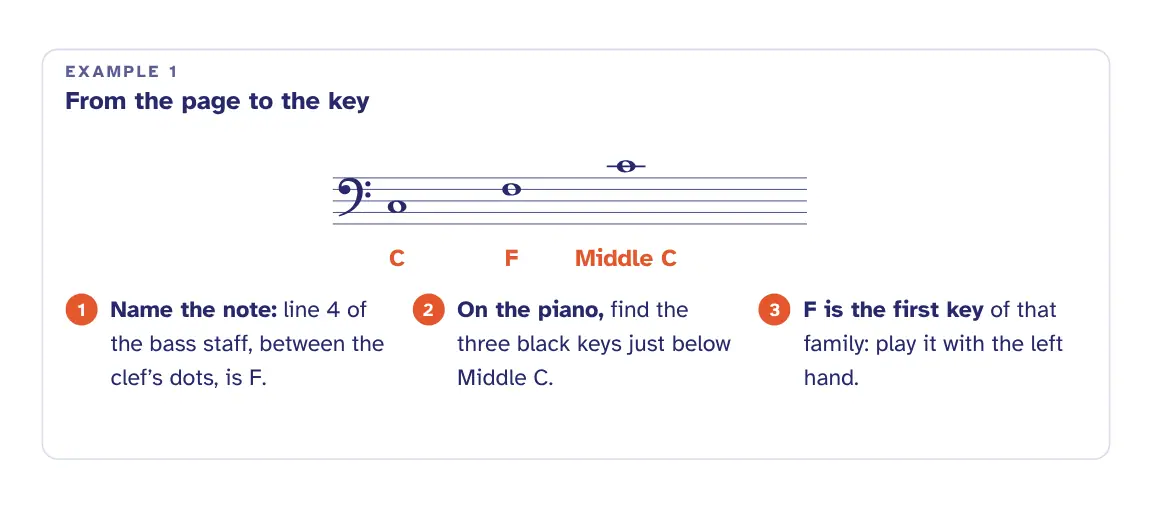 EXAMPLE 1
From the page to the key
C F Middle C
1 Name the note: line 4 of
the bass staff, between the
clef’s dots, is F.
2 On the piano, find the
three black keys just below
Middle C.
3 F is the first key of that
family: play it with the left
hand.